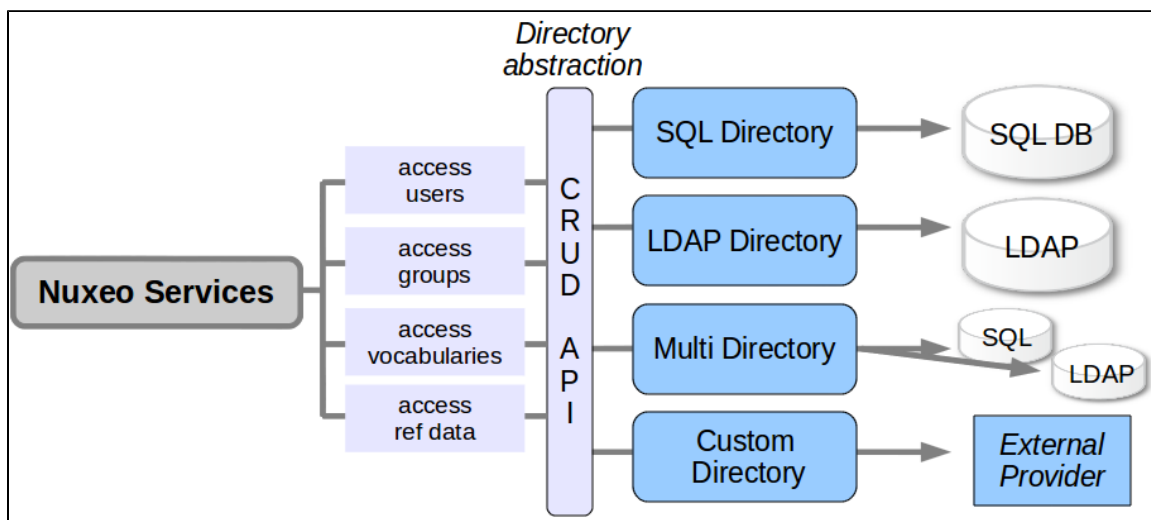 Directory
abstraction
Nuxeo Services
access
users
access
groups
access
vocabularies
access
ref data
C
R
U
D
A
P
I
SQL Directory
SQL DB
LDAP Directory
LDAP
Multi Directory
SQL
LDAP
Custom
Directory
External
Provider